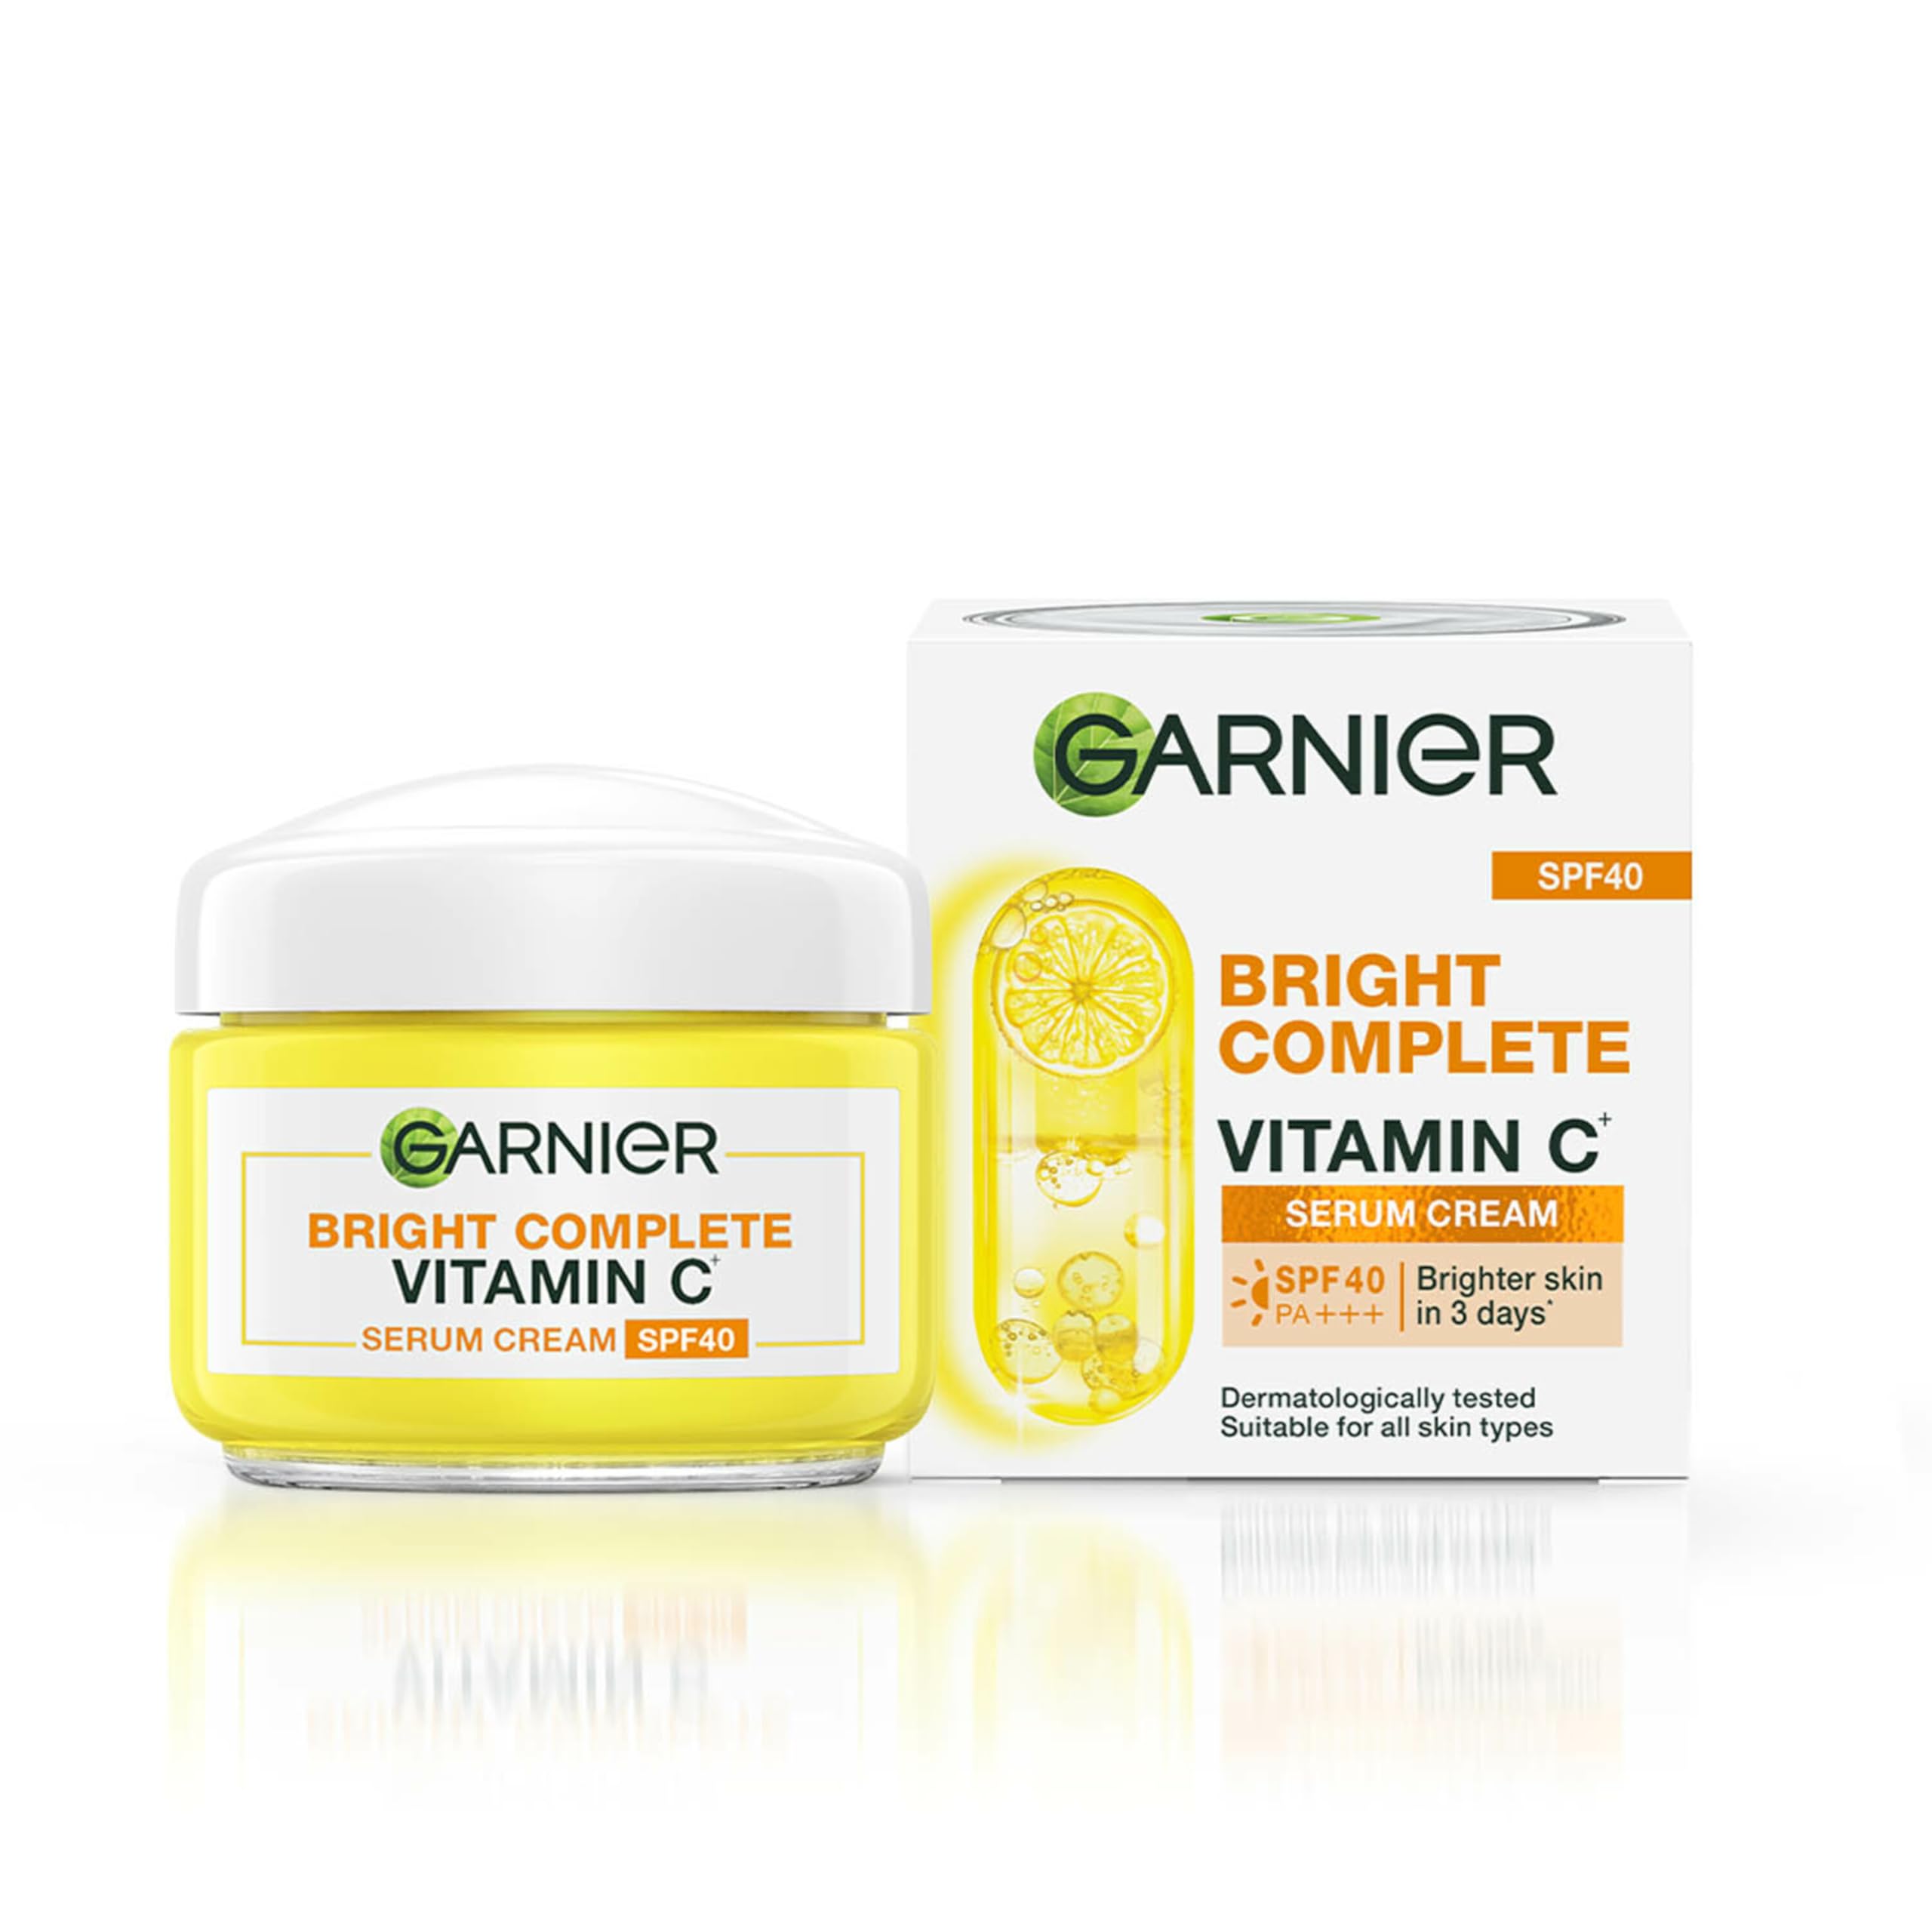 GARNIER
BRIGHT COMPLETE
VITAMIN C+
SERUM CREAM SPF40
GARNIER
SPF40
BRIGHT
COMPLETE
VITAMIN C+
SERUM CREAM
SPF40
PA+++
Brighter skin
in 3 days*
Dermatologically tested
Suitable for all skin types